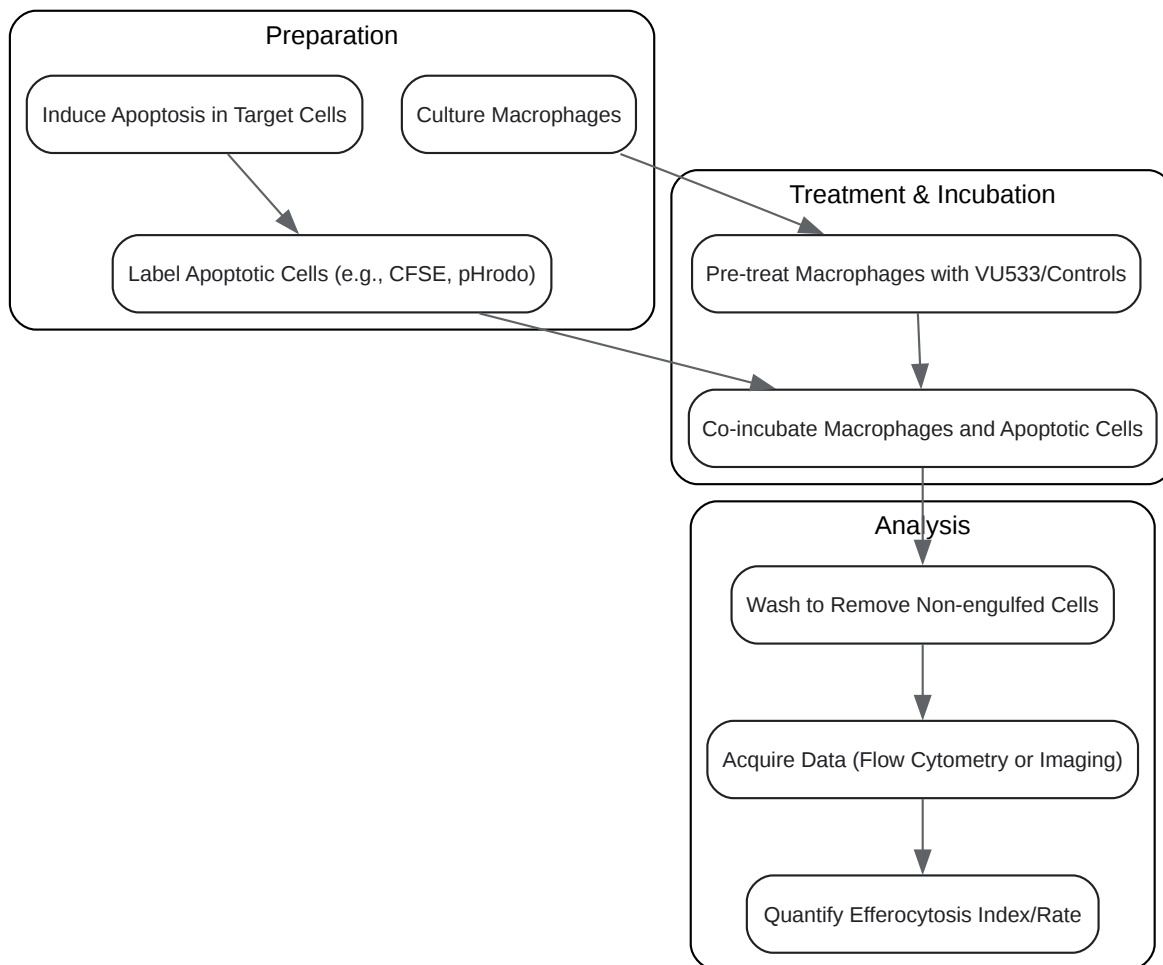 Preparation
Induce Apoptosis in Target Cells
Culture Macrophages
Label Apoptotic Cells (e.g., CFSE, pHrodo)
Treatment & Incubation
Pre-treat Macrophages with VU533/Controls
Co-incubate Macrophages and Apoptotic Cells
Analysis
Wash to Remove Non-engulfed Cells
Acquire Data (Flow Cytometry or Imaging)
Quantify Efferocytosis Index/Rate